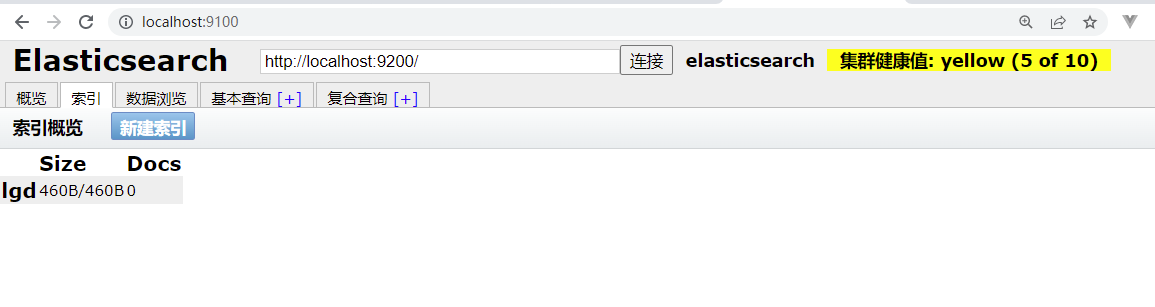 localhost:9100
Elasticsearch http://localhost:9200/ 连接 elasticsearch 集群健康值: yellow (5 of 10)
概览 索引 数据浏览 基本查询 [+] 复合查询 [+]
索引概览 新建索引
Size Docs
lgd 460B/460B 0